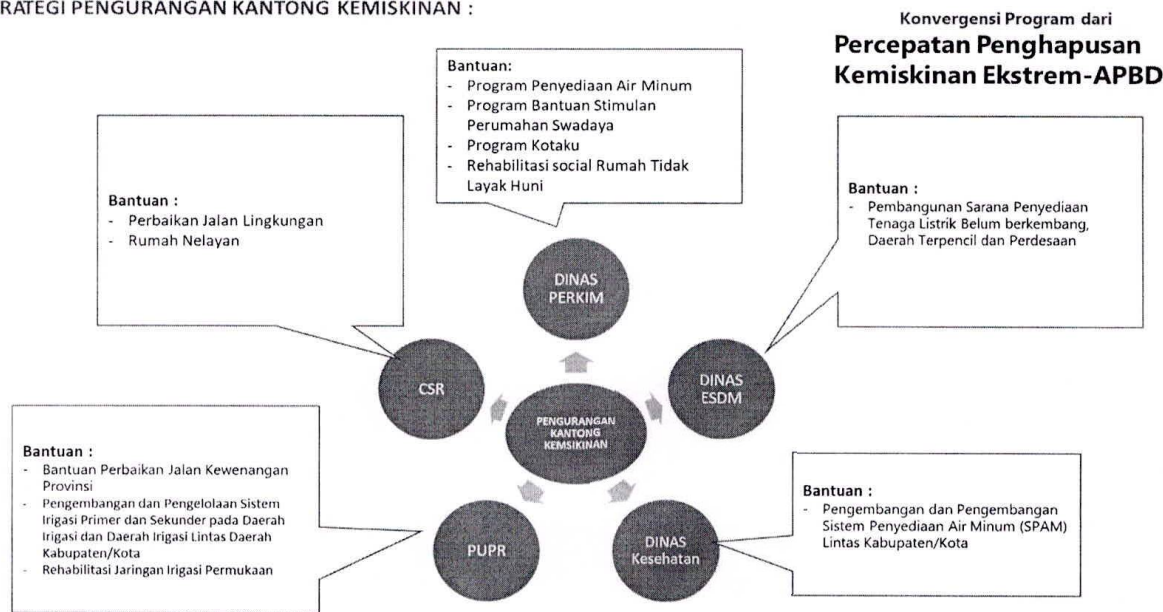 RATEGI PENGURANGAN KANTONG KEMISKINAN :
Konvergensi Program dari
Percepatan Penghapusan
Kemiskinan Ekstrem-APBD
Bantuan:
- Program Penyediaan Air Minum
- Program Bantuan Stimulan
Perumahan Swadaya
- Program Kotaku
- Rehabilitasi social Rumah Tidak
Layak Huni
Bantuan :
- Perbaikan Jalan Lingkungan
- Rumah Nelayan
Bantuan :
- Pembangunan Sarana Penyediaan
Tenaga Listrik Belum berkembang,
Daerah Terpencil dan Perdesaan
DINAS
PERKIM
CSR
DINAS
ESDM
PENGURANGAN
KANTONG
KEMSIKINAN
Bantuan :
- Bantuan Perbaikan Jalan Kewenangan
Provinsi
- Pengembangan dan Pengelolaan Sistem
Irigasi Primer dan Sekunder pada Daerah
Irigasi dan Daerah Irigasi Lintas Daerah
Kabupaten/Kota
- Rehabilitasi Jaringan Irigasi Permukaan
PUPR
DINAS
Kesehatan
Bantuan :
- Pengembangan dan Pengembangan
Sistem Penyediaan Air Minum (SPAM)
Lintas Kabupaten/Kota